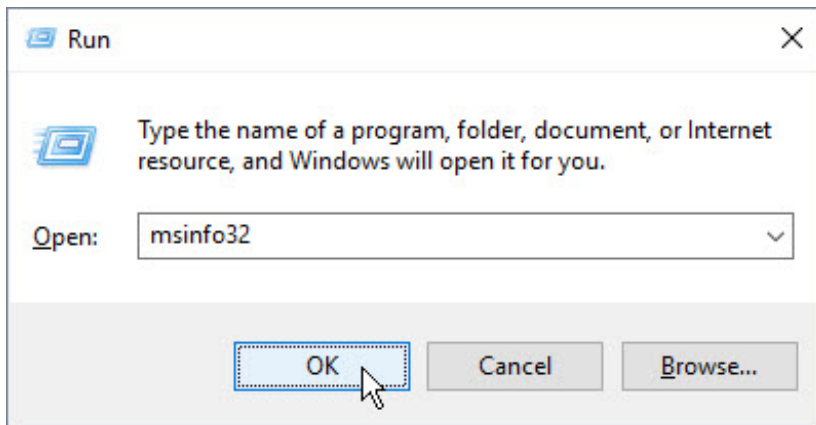 Run
Type the name of a program, folder, document, or Internet
resource, and Windows will open it for you.
Open: msinfo32
OK Cancel Browse...